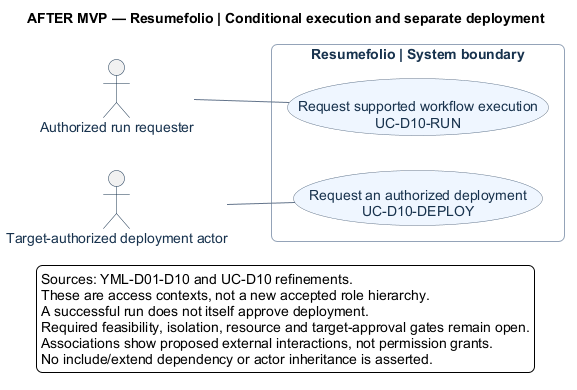 AFTER MVP — Resumefolio | Conditional execution and separate deployment
Resumefolio | System boundary
Request supported workflow execution
UC-D10-RUN
Authorized run requester
Request an authorized deployment
UC-D10-DEPLOY
Target-authorized deployment actor
Sources: YML-D01-D10 and UC-D10 refinements.
These are access contexts, not a new accepted role hierarchy.
A successful run does not itself approve deployment.
Required feasibility, isolation, resource and target-approval gates remain open.
Associations show proposed external interactions, not permission grants.
No include/extend dependency or actor inheritance is asserted.